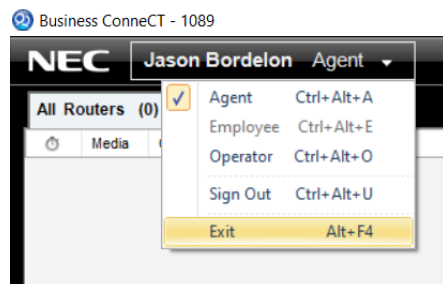 Business ConneCT - 1089
NEC Jason Bordelon Agent
All Routers (0)
Agent Ctrl+Alt+A
Employee Ctrl+Alt+E
Operator Ctrl+Alt+O
Media
Sign Out Ctrl+Alt+U
Exit Alt+F4